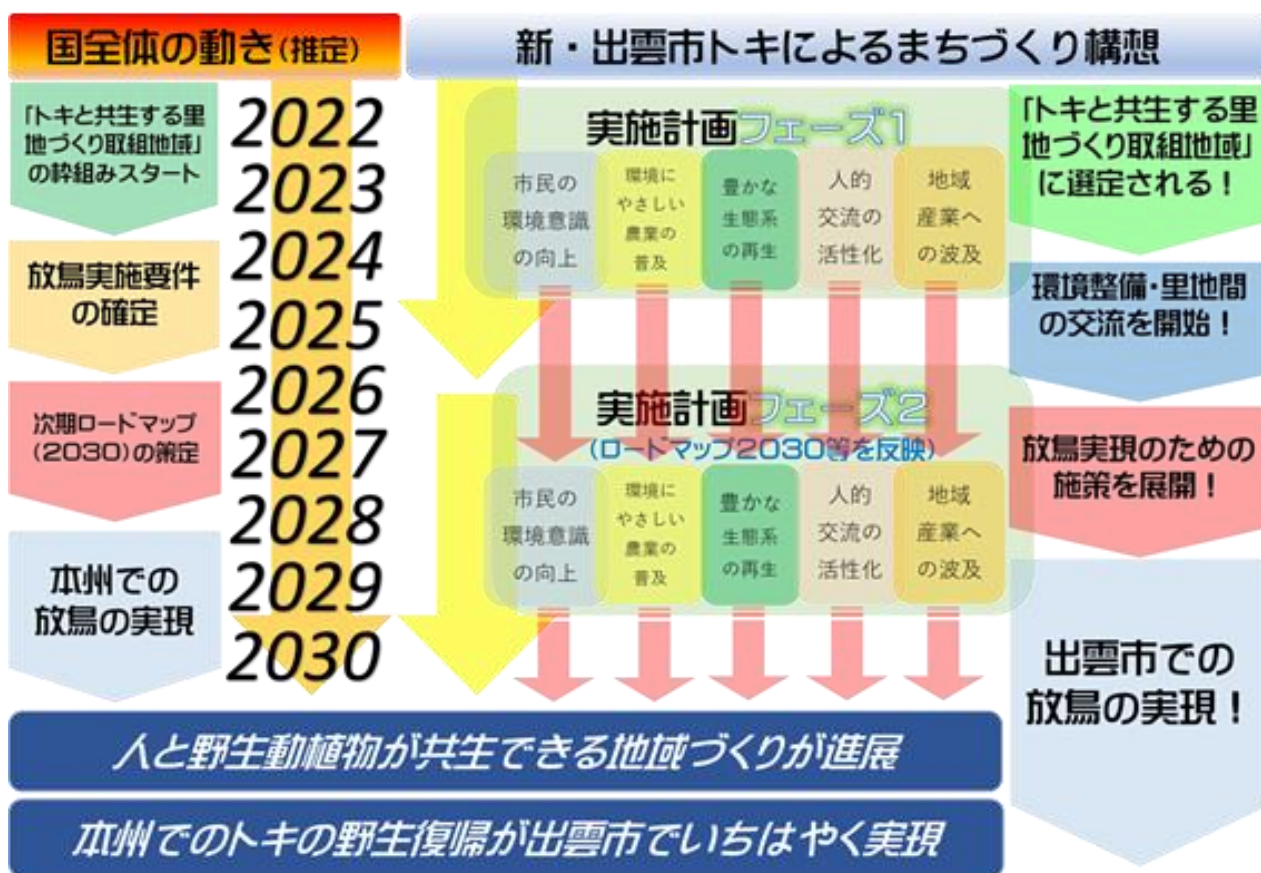 国全体の動き(推定)
新・出雲市トキによるまちづくり構想
「トキと共生する里
地づくり取組地域」
の枠組みスタート
放鳥実施要件
の確定
次期ロードマップ
(2030)の策定
本州での
放鳥の実現
2022
2023
2024
2025
2026
2027
2028
2029
2030
実施計画フェーズ1
市民の
環境意識
の向上
環境に
やさしい
農業の
普及
豊かな
生態系
の再生
人的
交流の
活性化
地域
産業へ
の波及
実施計画フェーズ2
(ロードマップ2030等を反映)
市民の
環境意識
の向上
環境に
やさしい
農業の
普及
豊かな
生態系
の再生
人的
交流の
活性化
地域
産業へ
の波及
「トキと共生する里
地づくり取組地域」
に選定される!
環境整備・里地間
の交流を開始!
放鳥実現のための
施策を展開!
出雲市での
放鳥の実現!
人と野生動植物が共生できる地域づくりが進展
本州でのトキの野生復帰が出雲市でいちはやく実現